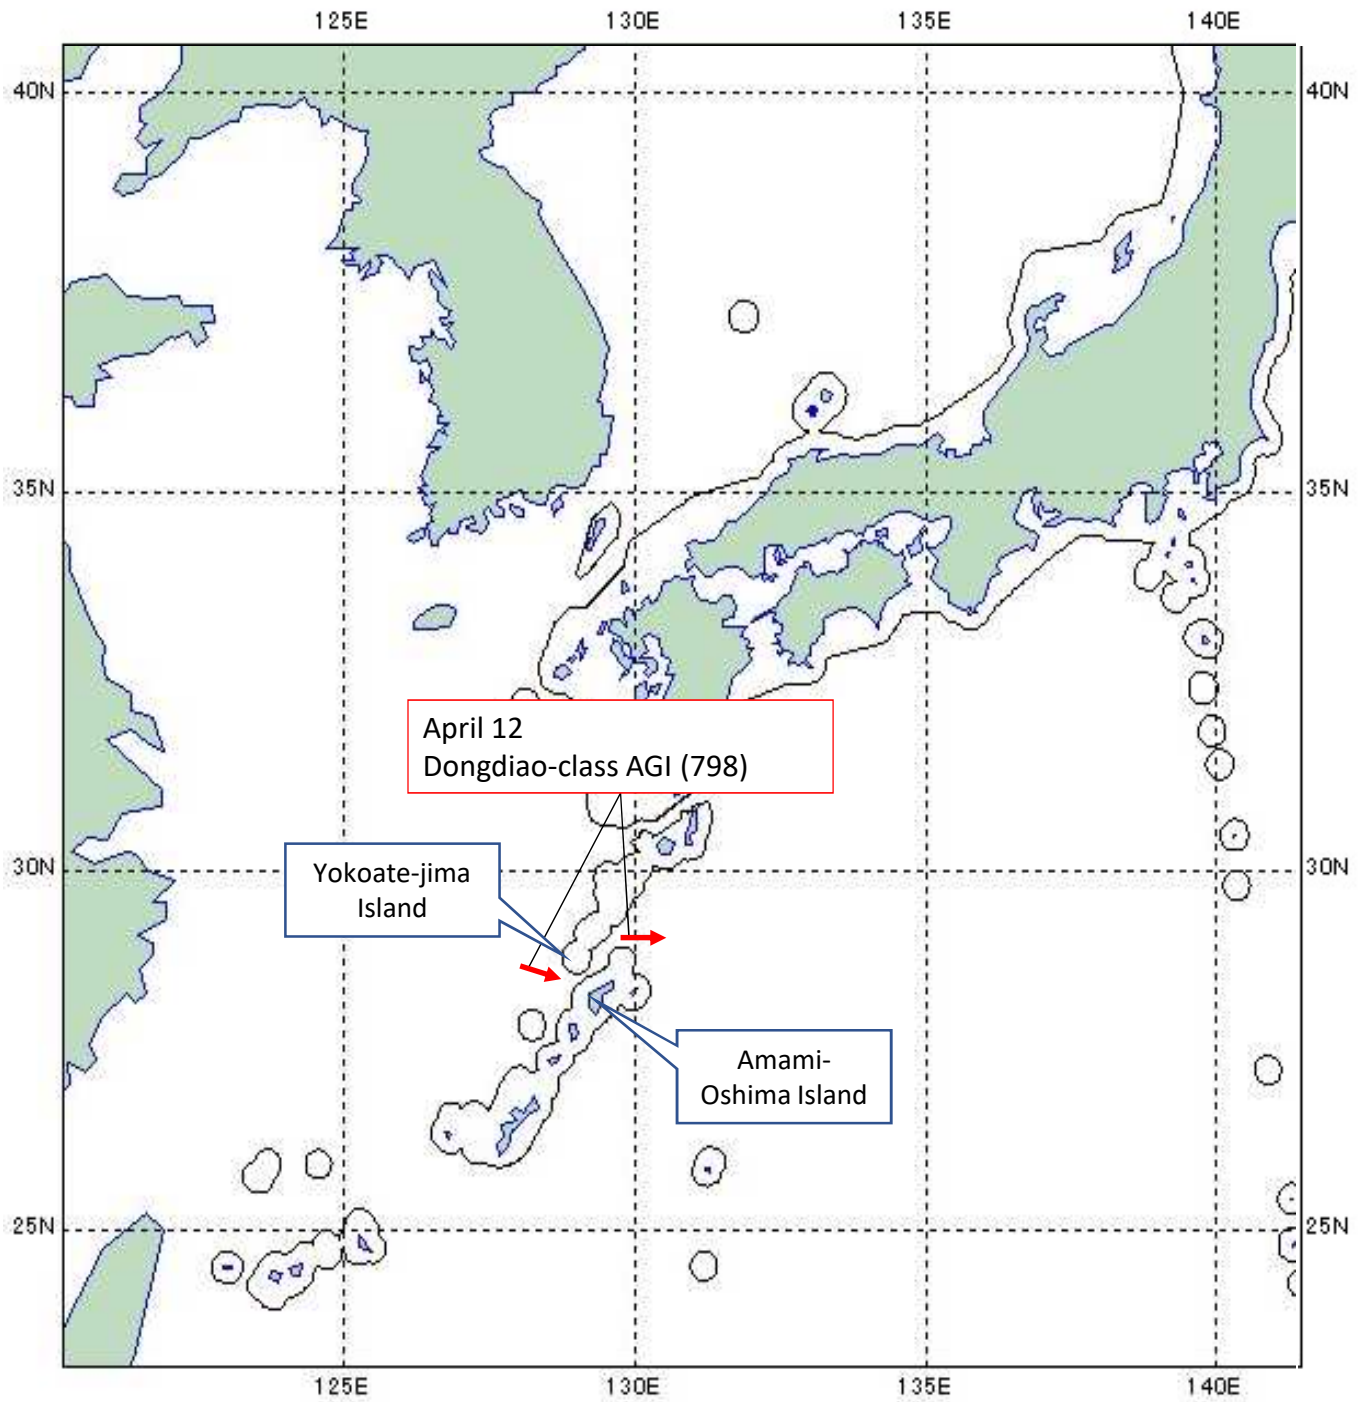 125E
130E
135E
140E
40N
40N
35N
35N
April 12
Dongdiao-class AGI (798)
30N
30N
Yokoate-jima
Island
Amami-
Oshima Island
25N
25N
125E
130E
135E
140E